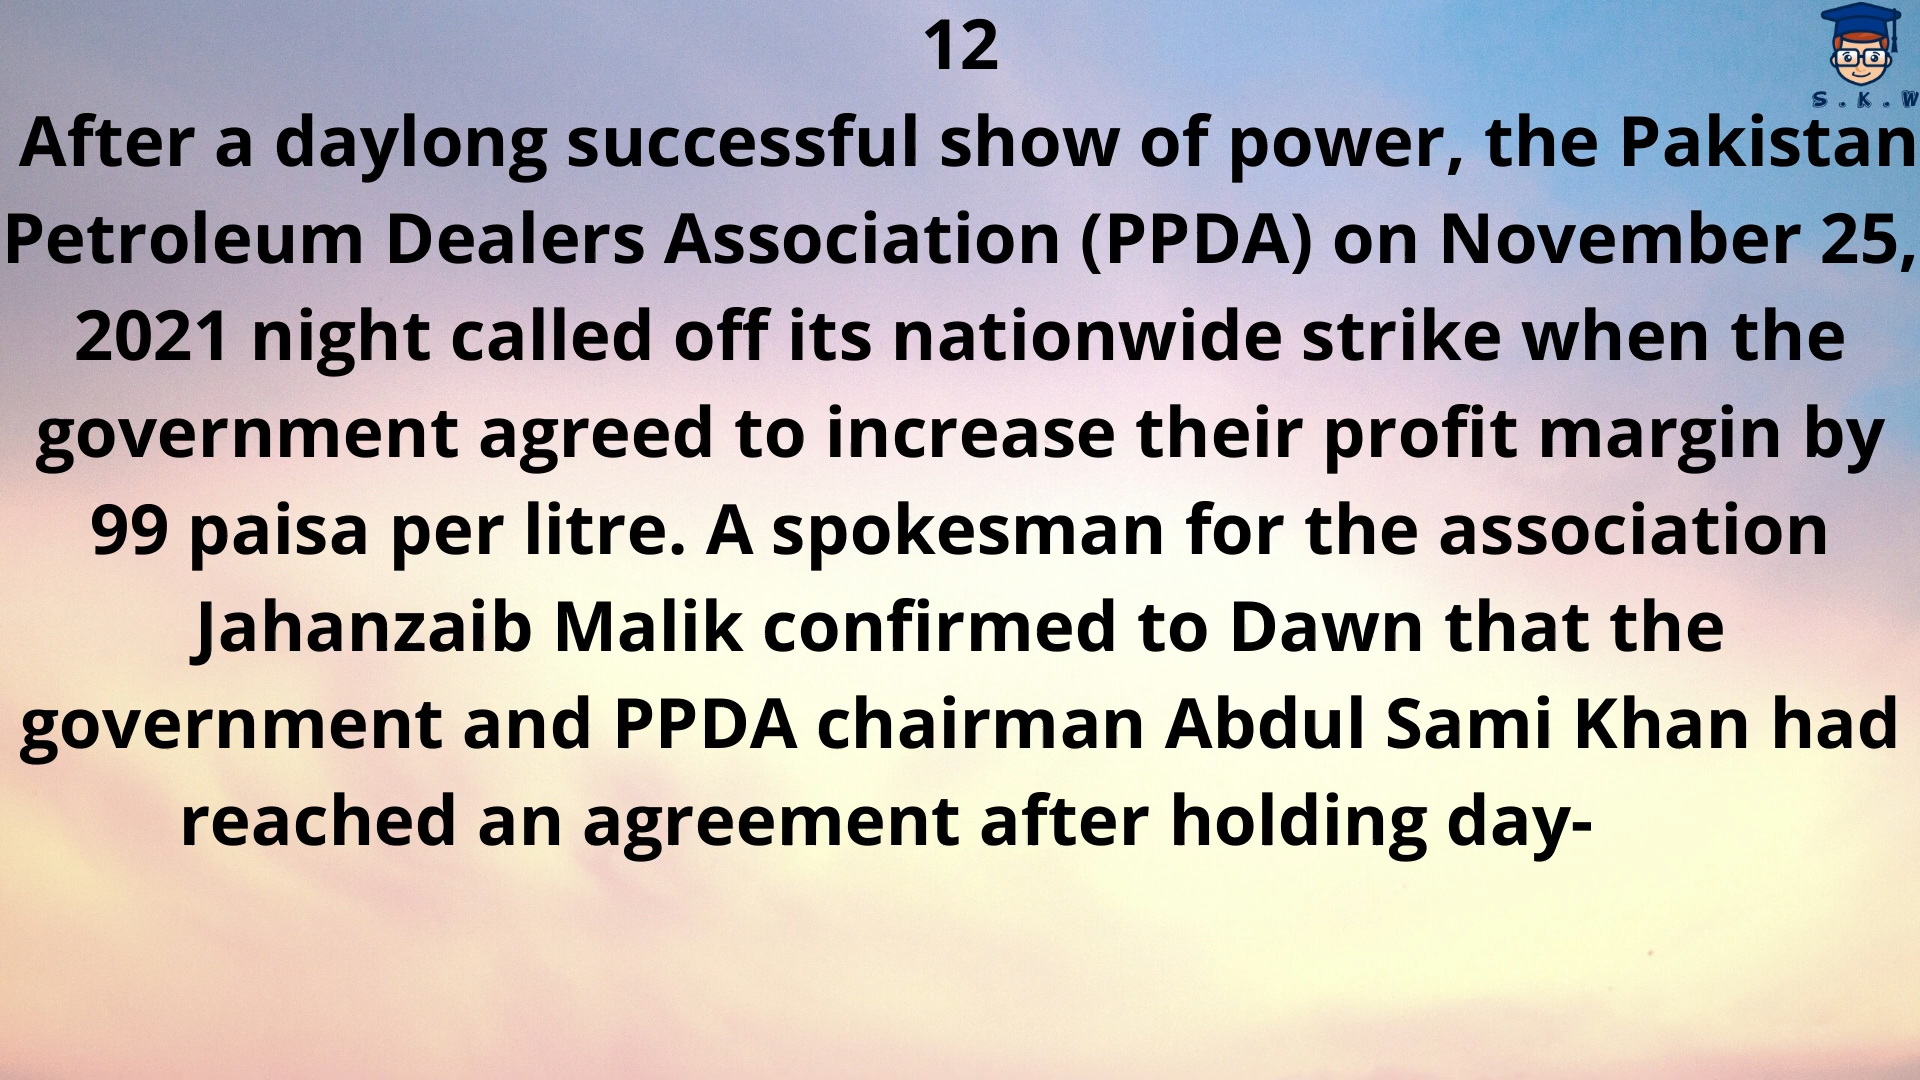 12
S . K . W
After a daylong successful show of power, the Pakistan
Petroleum Dealers Association (PPDA) on November 25,
2021 night called off its nationwide strike when the
government agreed to increase their profit margin by
99 paisa per litre. A spokesman for the association
Jahanzaib Malik confirmed to Dawn that the
government and PPDA chairman Abdul Sami Khan had
reached an agreement after holding day-